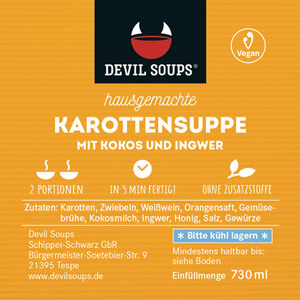 Vegan
DEVIL SOUPS®
hausgemachte
KAROTTENSUPPE
MIT KOKOS UND INGWER
2 PORTIONEN
IN 5 MIN FERTIG!
OHNE ZUSATZSTOFFE
Zutaten: Karotten, Zwiebeln, Weißwein, Orangensaft, Gemüse-
brühe, Kokosmilch, Ingwer, Honig, Salz, Gewürze
Devil Soups
Schipper-Schwarz GbR
Bürgermeister-Soetebier-Str. 9
21395 Tespe
www.devilsoups.de
* Bitte kühl lagern *
Mindestens haltbar bis:
siehe Boden
Einfüllmenge 730 ml